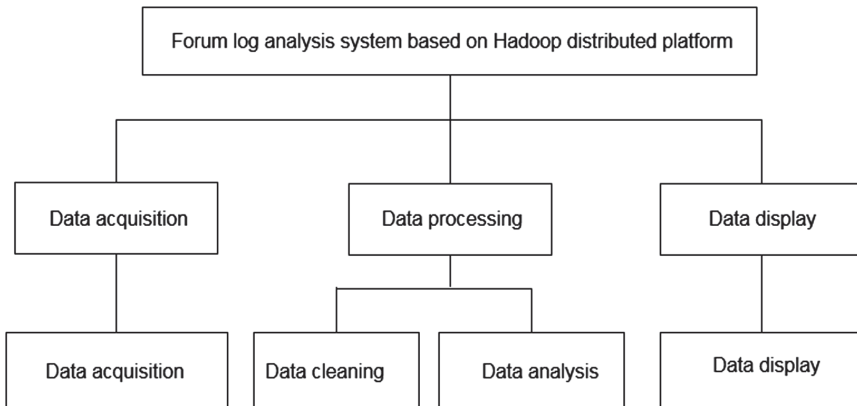 Forum log analysis system based on Hadoop distributed platform
Data acquisition
Data processing
Data display
Data acquisition
Data cleaning
Data analysis
Data display